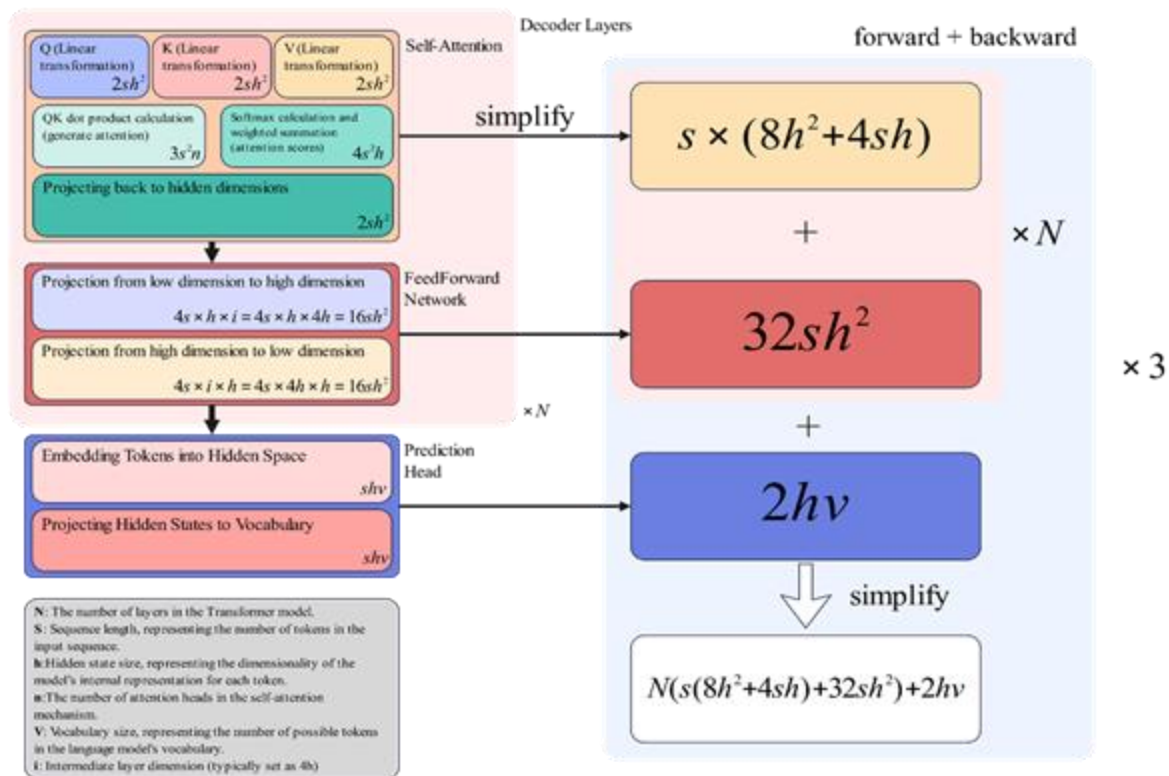 Decoder Layers
Self-Attention
Q (Linear
transformation)
2sh²
K (Linear
transformation)
2sh²
V (Linear
transformation)
2sh²
QK dot product calculation
(generate attention)
3s²n
Softmax calculation and
weighted summation
(attention scores)
4s²h
Projecting back to hidden dimensions
2sh²
FeedForward
Network
Projection from low dimension to high dimension
4s×h×i=4s×h×4h=16sh²
Projection from high dimension to low dimension
4s×i×h=4s×4h×h=16sh²
×N
Prediction
Head
Embedding Tokens into Hidden Space
shv
Projecting Hidden States to Vocabulary
shv
N: The number of layers in the Transformer model.
S: Sequence length, representing the number of tokens in the
input sequence.
h:Hidden state size, representing the dimensionality of the
model's internal representation for each token.
n:The number of attention heads in the self-attention
mechanism.
V: Vocabulary size, representing the number of possible tokens
in the language model's vocabulary.
i: Intermediate layer dimension (typically set as 4h)
simplify
forward + backward
s×(8h²+4sh)
+
×N
32sh²
×3
+
2hv
simplify
N(s(8h²+4sh)+32sh²)+2hv